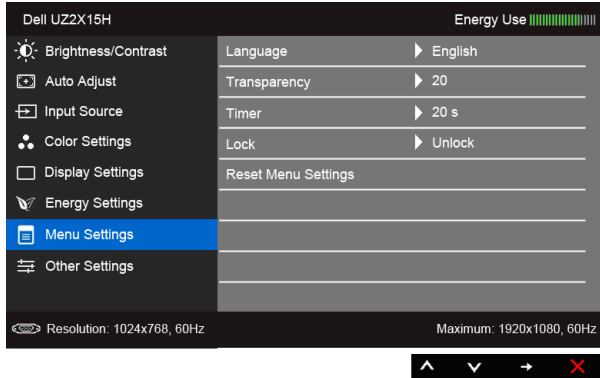 Dell UZ2X15H Energy Use
Brightness/Contrast Language English
Auto Adjust Transparency 20
Input Source Timer 20 s
Color Settings Lock Unlock
Display Settings Reset Menu Settings
Energy Settings
Menu Settings
Other Settings
Resolution: 1024x768, 60Hz Maximum: 1920x1080, 60Hz